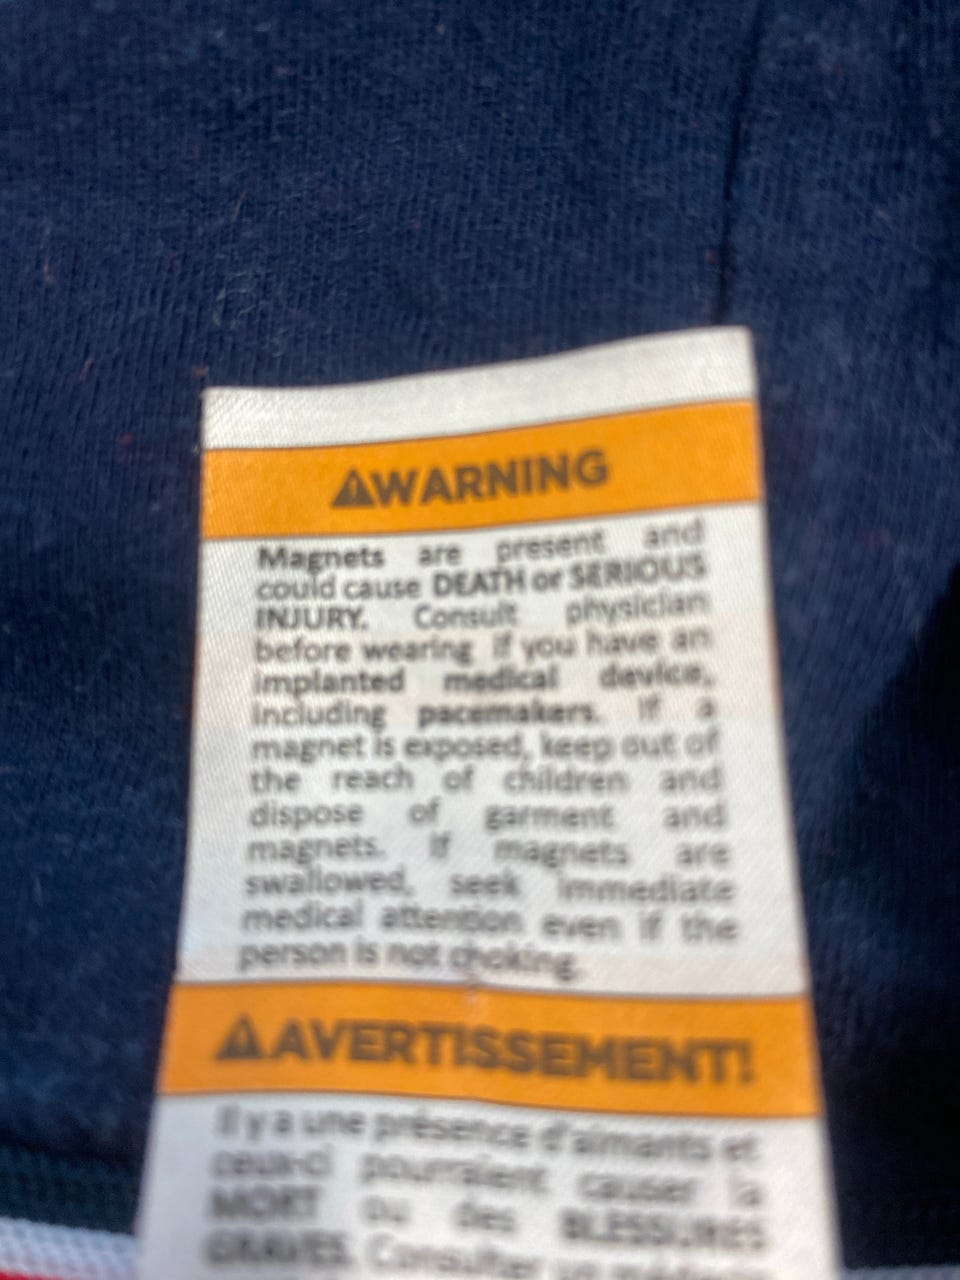 ⚠WARNING
Magnets are present and
could cause DEATH or SERIOUS
INJURY. Consult physician
before wearing if you have an
implanted medical device,
including pacemakers. If a
magnet is exposed, keep out of
the reach of children and
dispose of garment and
magnets. If magnets are
swallowed, seek immediate
medical attention even if the
person is not choking.
⚠AVERTISSEMENT!
Il y a une présence d'aimants et
ceux-ci pourraient causer la
MORT ou des BLESSURES
GRAVES. Consulter un médecin